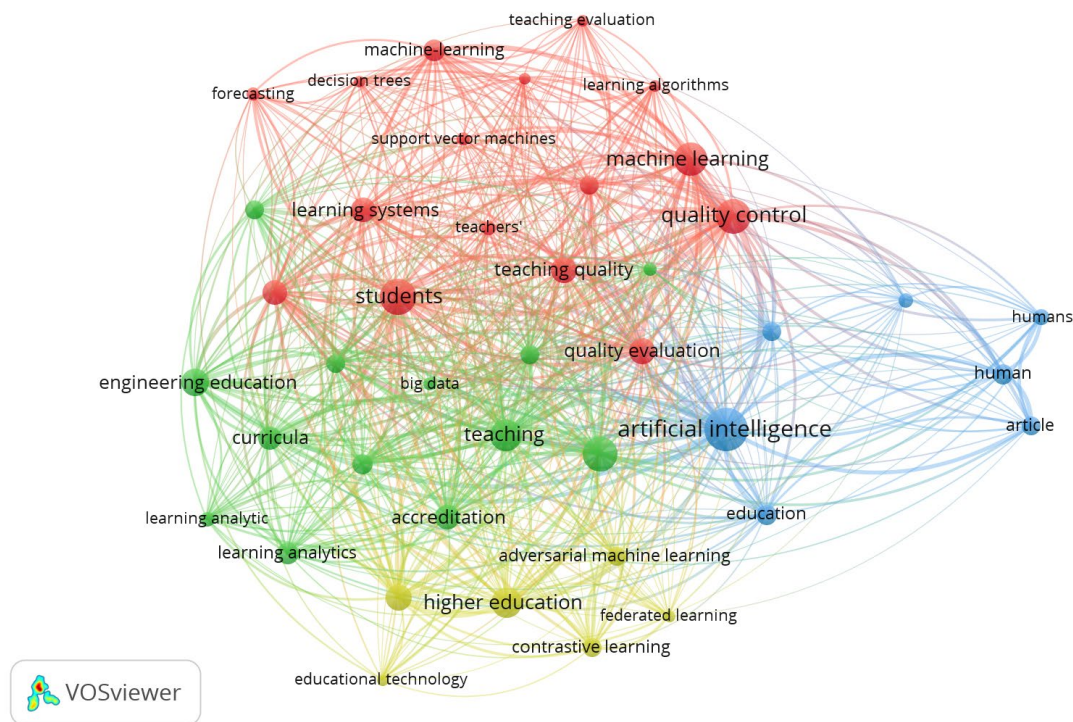 teaching evaluation
machine-learning
decision trees
learning algorithms
forecasting
support vector machines
machine learning
learning systems
quality control
teachers'
teaching quality
students
humans
quality evaluation
human
engineering education
big data
artificial intelligence
article
teaching
curricula
education
accreditation
learning analytic
learning analytics
adversarial machine learning
higher education
federated learning
contrastive learning
educational technology
VOSviewer